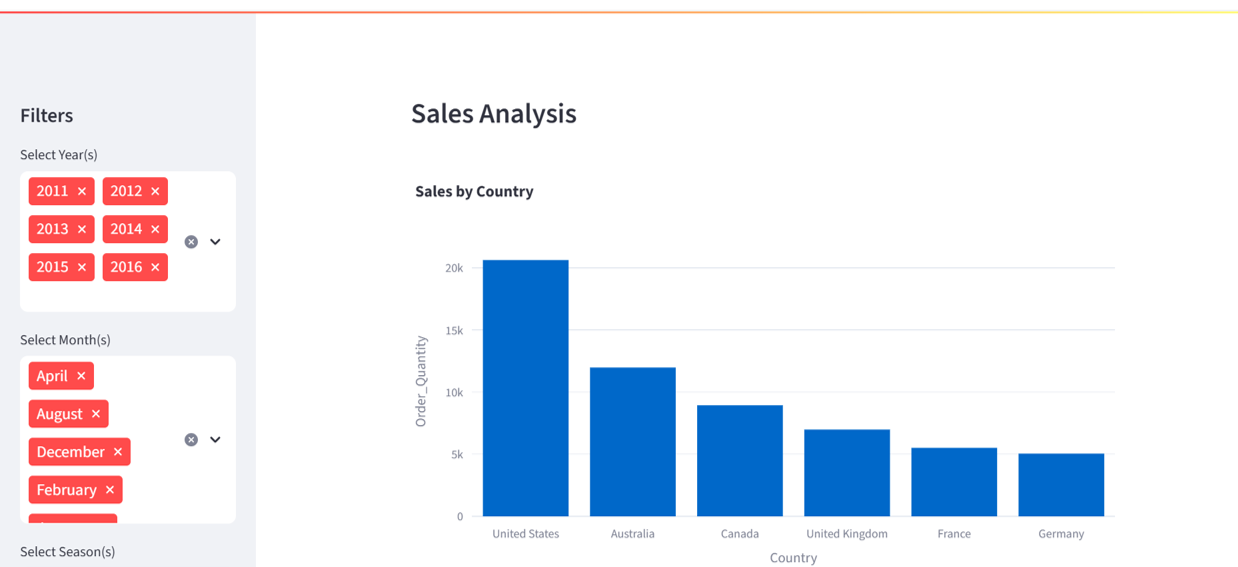 Filters
Select Year(s)
2011 × 2012 ×
2013 × 2014 ×
2015 × 2016 ×
Select Month(s)
April ×
August ×
December ×
February ×
Select Season(s)
Sales Analysis
Sales by Country
Order_Quantity
20k
15k
10k
5k
0
United States Australia Canada United Kingdom France Germany
Country